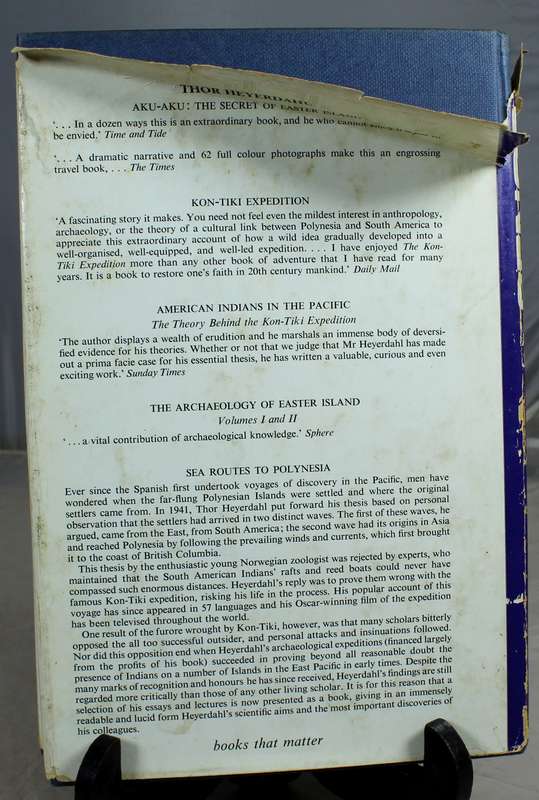 THOR HEYERDAHL
AKU-AKU: THE SECRET OF EASTER ISLAND
'. . . In a dozen ways this is an extraordinary book, and he who cannot
be envied.' Time and Tide
'. . . A dramatic narrative and 62 full colour photographs make this an engrossing
travel book, . . . The Times
KON-TIKI EXPEDITION
'A fascinating story it makes. You need not feel even the mildest interest in anthropology,
archaeology, or the theory of a cultural link between Polynesia and South America to
appreciate this extraordinary account of how a wild idea gradually developed into a
well-organised, well-equipped, and well-led expedition. . . . I have enjoyed The Kon-
Tiki Expedition more than any other book of adventure that I have read for many
years. It is a book to restore one's faith in 20th century mankind.' Daily Mail
AMERICAN INDIANS IN THE PACIFIC
The Theory Behind the Kon-Tiki Expedition
'The author displays a wealth of erudition and he marshals an immense body of deversi-
fied evidence for his theories. Whether or not that we judge that Mr Heyerdahl has made
out a prima facie case for his essential thesis, he has written a valuable, curious and even
exciting work.' Sunday Times
THE ARCHAEOLOGY OF EASTER ISLAND
Volumes I and II
'. . . a vital contribution of archaeological knowledge.' Sphere
SEA ROUTES TO POLYNESIA
Ever since the Spanish first undertook voyages of discovery in the Pacific, men have
wondered when the far-flung Polynesian Islands were settled and where the original
settlers came from. In 1941, Thor Heyerdahl put forward his thesis based on personal
observation that the settlers had arrived in two distinct waves. The first of these waves, he
argued, came from the East, from South America; the second wave had its origins in Asia
and reached Polynesia by following the prevailing winds and currents, which first brought
it to the coast of British Columbia.
This thesis by the enthusiastic young Norwegian zoologist was rejected by experts, who
maintained that the South American Indians' rafts and reed boats could never have
compassed such enormous distances. Heyerdahl's reply was to prove them wrong with the
famous Kon-Tiki expedition, risking his life in the process. His popular account of this
voyage has since appeared in 57 languages and his Oscar-winning film of the expedition
has been televised throughout the world.
One result of the furore wrought by Kon-Tiki, however, was that many scholars bitterly
opposed the all too successful outsider, and personal attacks and insinuations followed.
Nor did this opposition end when Heyerdahl's archaeological expeditions (financed largely
from the profits of his book) succeeded in proving beyond all reasonable doubt the
presence of Indians on a number of Islands in the East Pacific in early times. Despite the
many marks of recognition and honours he has since received, Heyerdahl's findings are still
regarded more critically than those of any other living scholar. It is for this reason that a
selection of his essays and lectures is now presented as a book, giving in an immensely
readable and lucid form Heyerdahl's scientific aims and the most important discoveries of
his colleagues.
books that matter